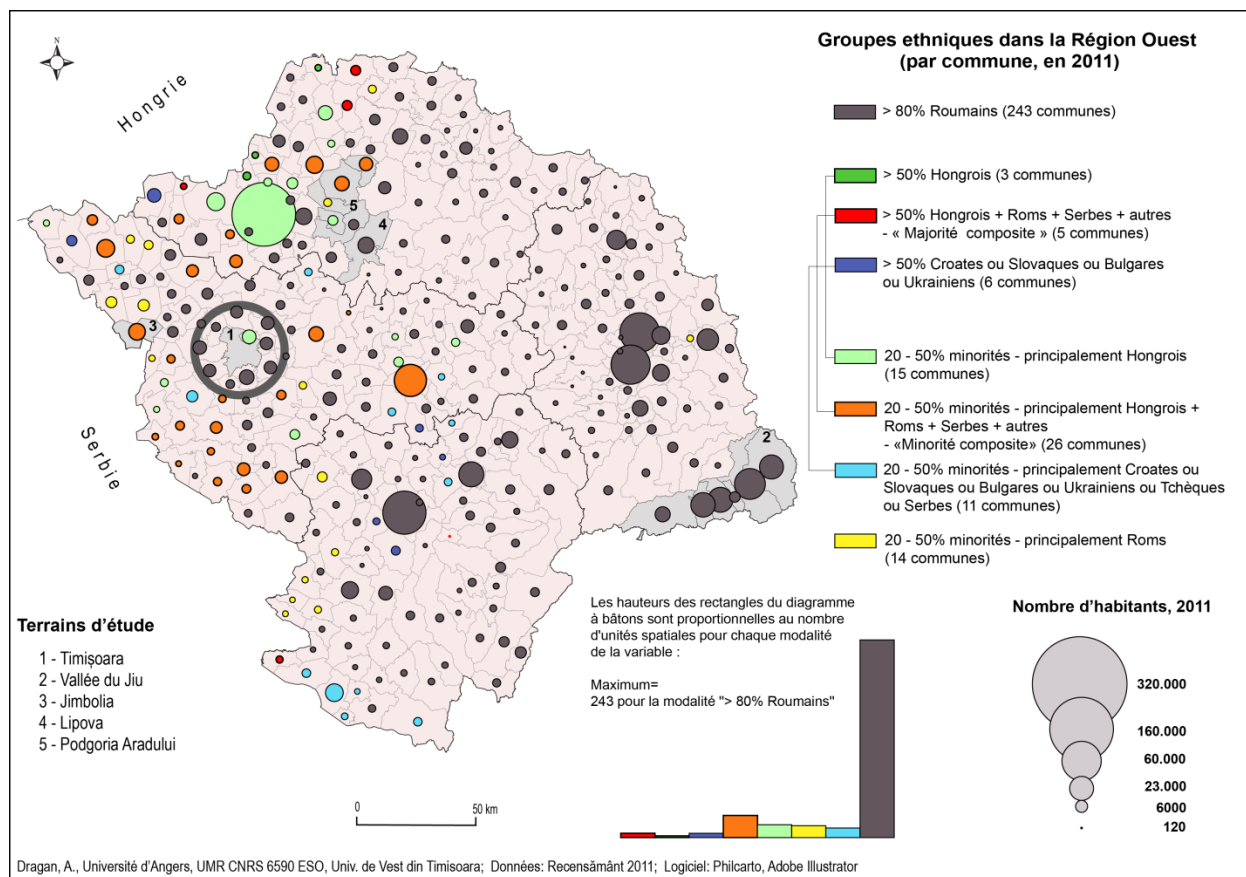 Groupes ethniques dans la Région Ouest
(par commune, en 2011)
N
Hongrie
Serbie
> 80% Roumains (243 communes)
> 50% Hongrois (3 communes)
> 50% Hongrois + Roms + Serbes + autres
- « Majorité composite » (5 communes)
> 50% Croates ou Slovaques ou Bulgares
ou Ukrainiens (6 communes)
20 - 50% minorités - principalement Hongrois
(15 communes)
20 - 50% minorités - principalement Hongrois +
Roms + Serbes + autres
- «Minorité composite» (26 communes)
20 - 50% minorités - principalement Croates ou
Slovaques ou Bulgares ou Ukrainiens ou Tchèques
ou Serbes (11 communes)
20 - 50% minorités - principalement Roms
(14 communes)
5
4
3
1
2
Terrains d'étude
1 - Timișoara
2 - Vallée du Jiu
3 - Jimbolia
4 - Lipova
5 - Podgoria Aradului
Les hauteurs des rectangles du diagramme
à bâtons sont proportionnelles au nombre
d'unités spatiales pour chaque modalité
de la variable :
Maximum=
243 pour la modalité "> 80% Roumains"
Nombre d'habitants, 2011
320.000
160.000
60.000
23.000
6000
120
0 50 km
Dragan, A., Université d'Angers, UMR CNRS 6590 ESO, Univ. de Vest din Timisoara; Données: Recensământ 2011; Logiciel: Philcarto, Adobe Illustrator